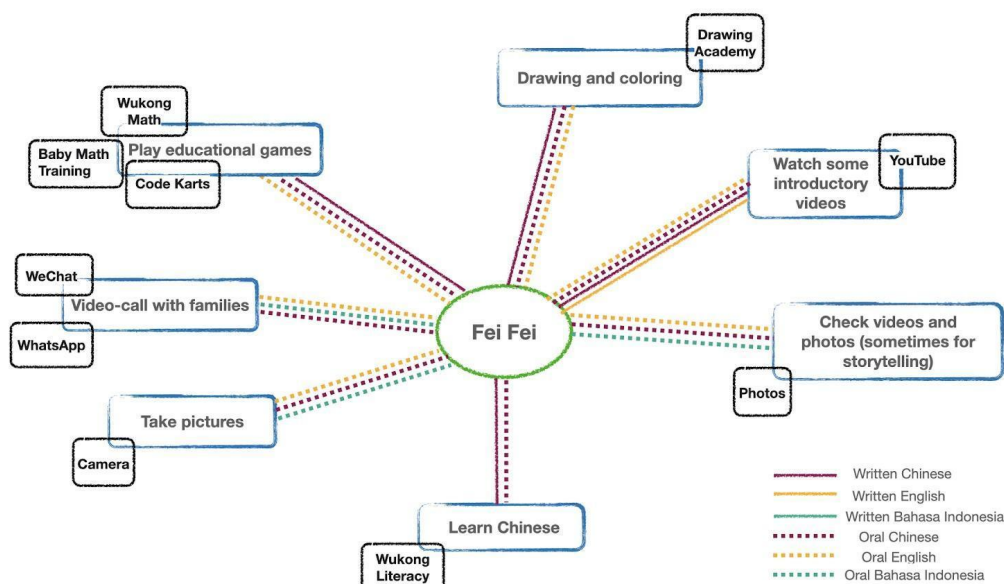 Drawing
Academy
Drawing and coloring
Wukong
Math
Play educational games
Baby Math
Training
Code Karts
YouTube
Watch some
introductory
videos
WeChat
Video-call with families
WhatsApp
Fei Fei
Check videos and
photos (sometimes for
storytelling)
Photos
Take pictures
Camera
Learn Chinese
Wukong
Literacy
Written Chinese
Written English
Written Bahasa Indonesia
Oral Chinese
Oral English
Oral Bahasa Indonesia